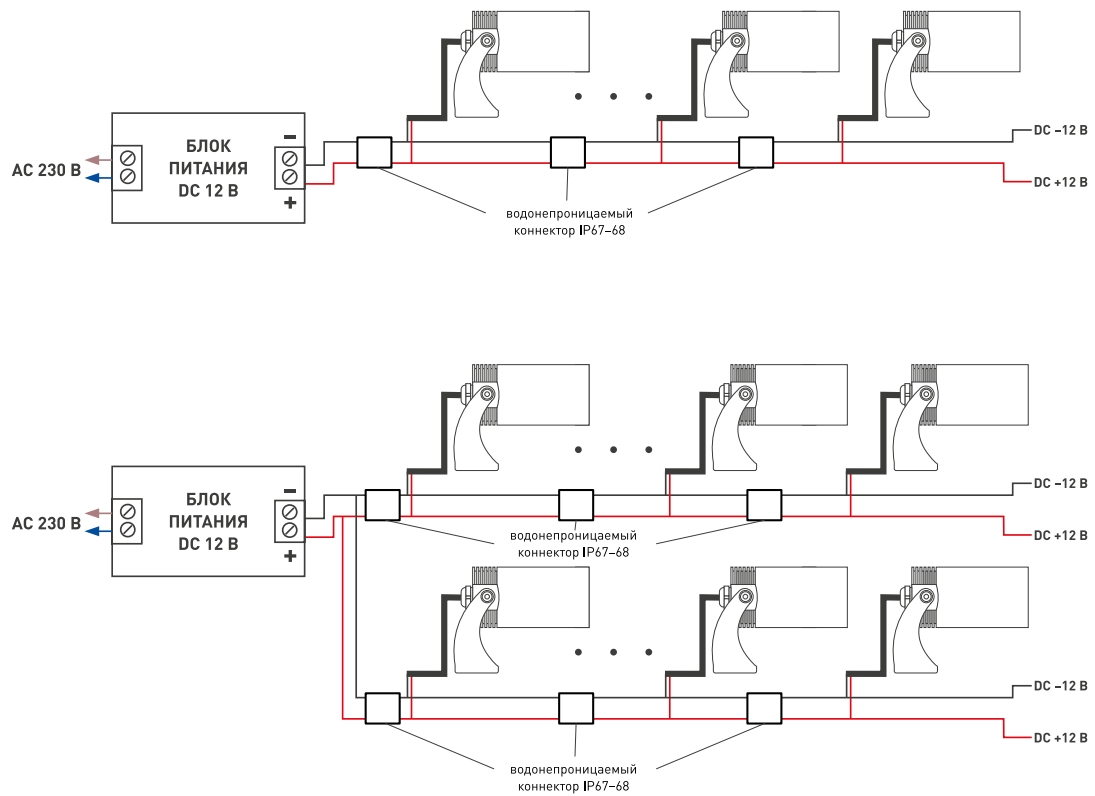 БЛОК
ПИТАНИЯ
DC 12 В
−
+
AC 230 В
DC −12 В
DC +12 В
водонепроницаемый
коннектор IP67–68
БЛОК
ПИТАНИЯ
DC 12 В
−
+
AC 230 В
DC −12 В
DC +12 В
водонепроницаемый
коннектор IP67–68
DC −12 В
DC +12 В
водонепроницаемый
коннектор IP67–68